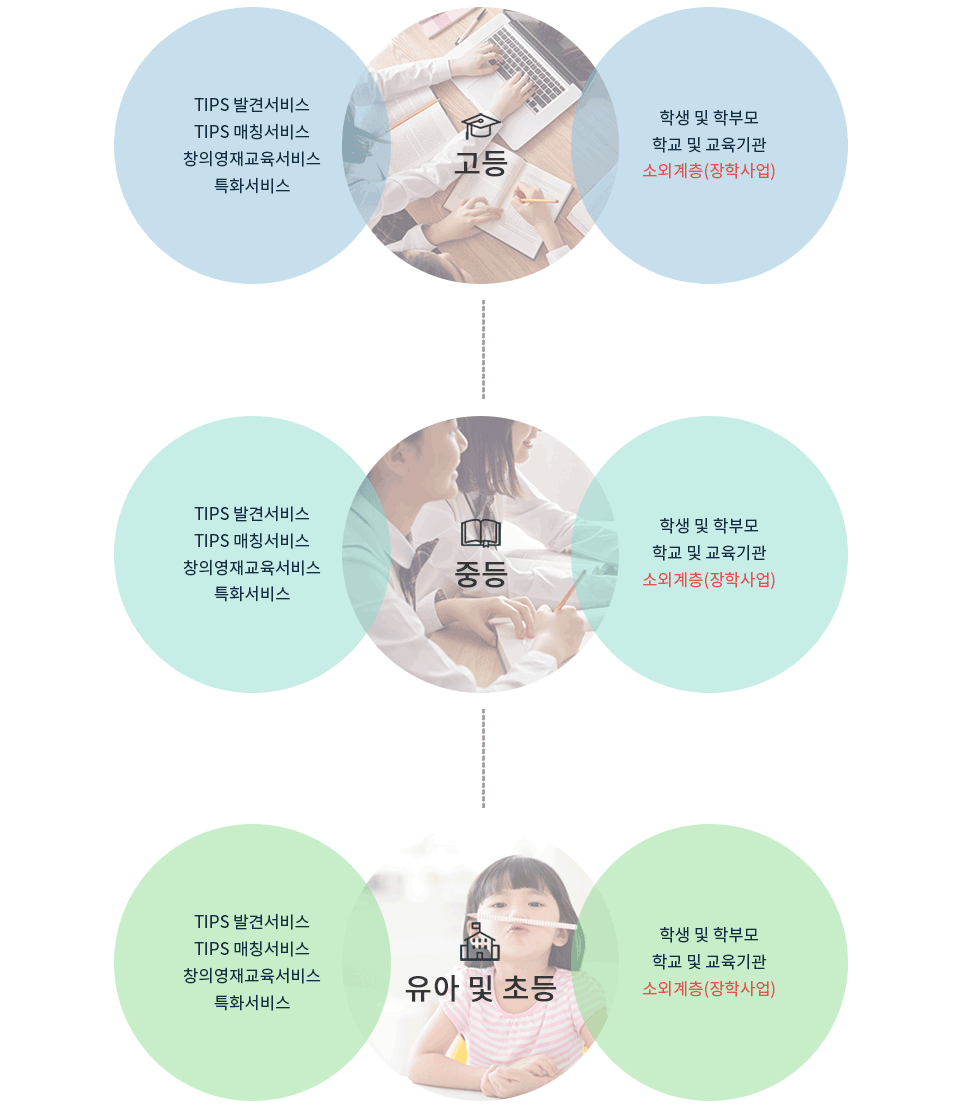 TIPS 발견서비스
TIPS 매칭서비스
창의영재교육서비스
특화서비스
고등
학생 및 학부모
학교 및 교육기관
소외계층(장학사업)
TIPS 발견서비스
TIPS 매칭서비스
창의영재교육서비스
특화서비스
중등
학생 및 학부모
학교 및 교육기관
소외계층(장학사업)
TIPS 발견서비스
TIPS 매칭서비스
창의영재교육서비스
특화서비스
유아 및 초등
학생 및 학부모
학교 및 교육기관
소외계층(장학사업)